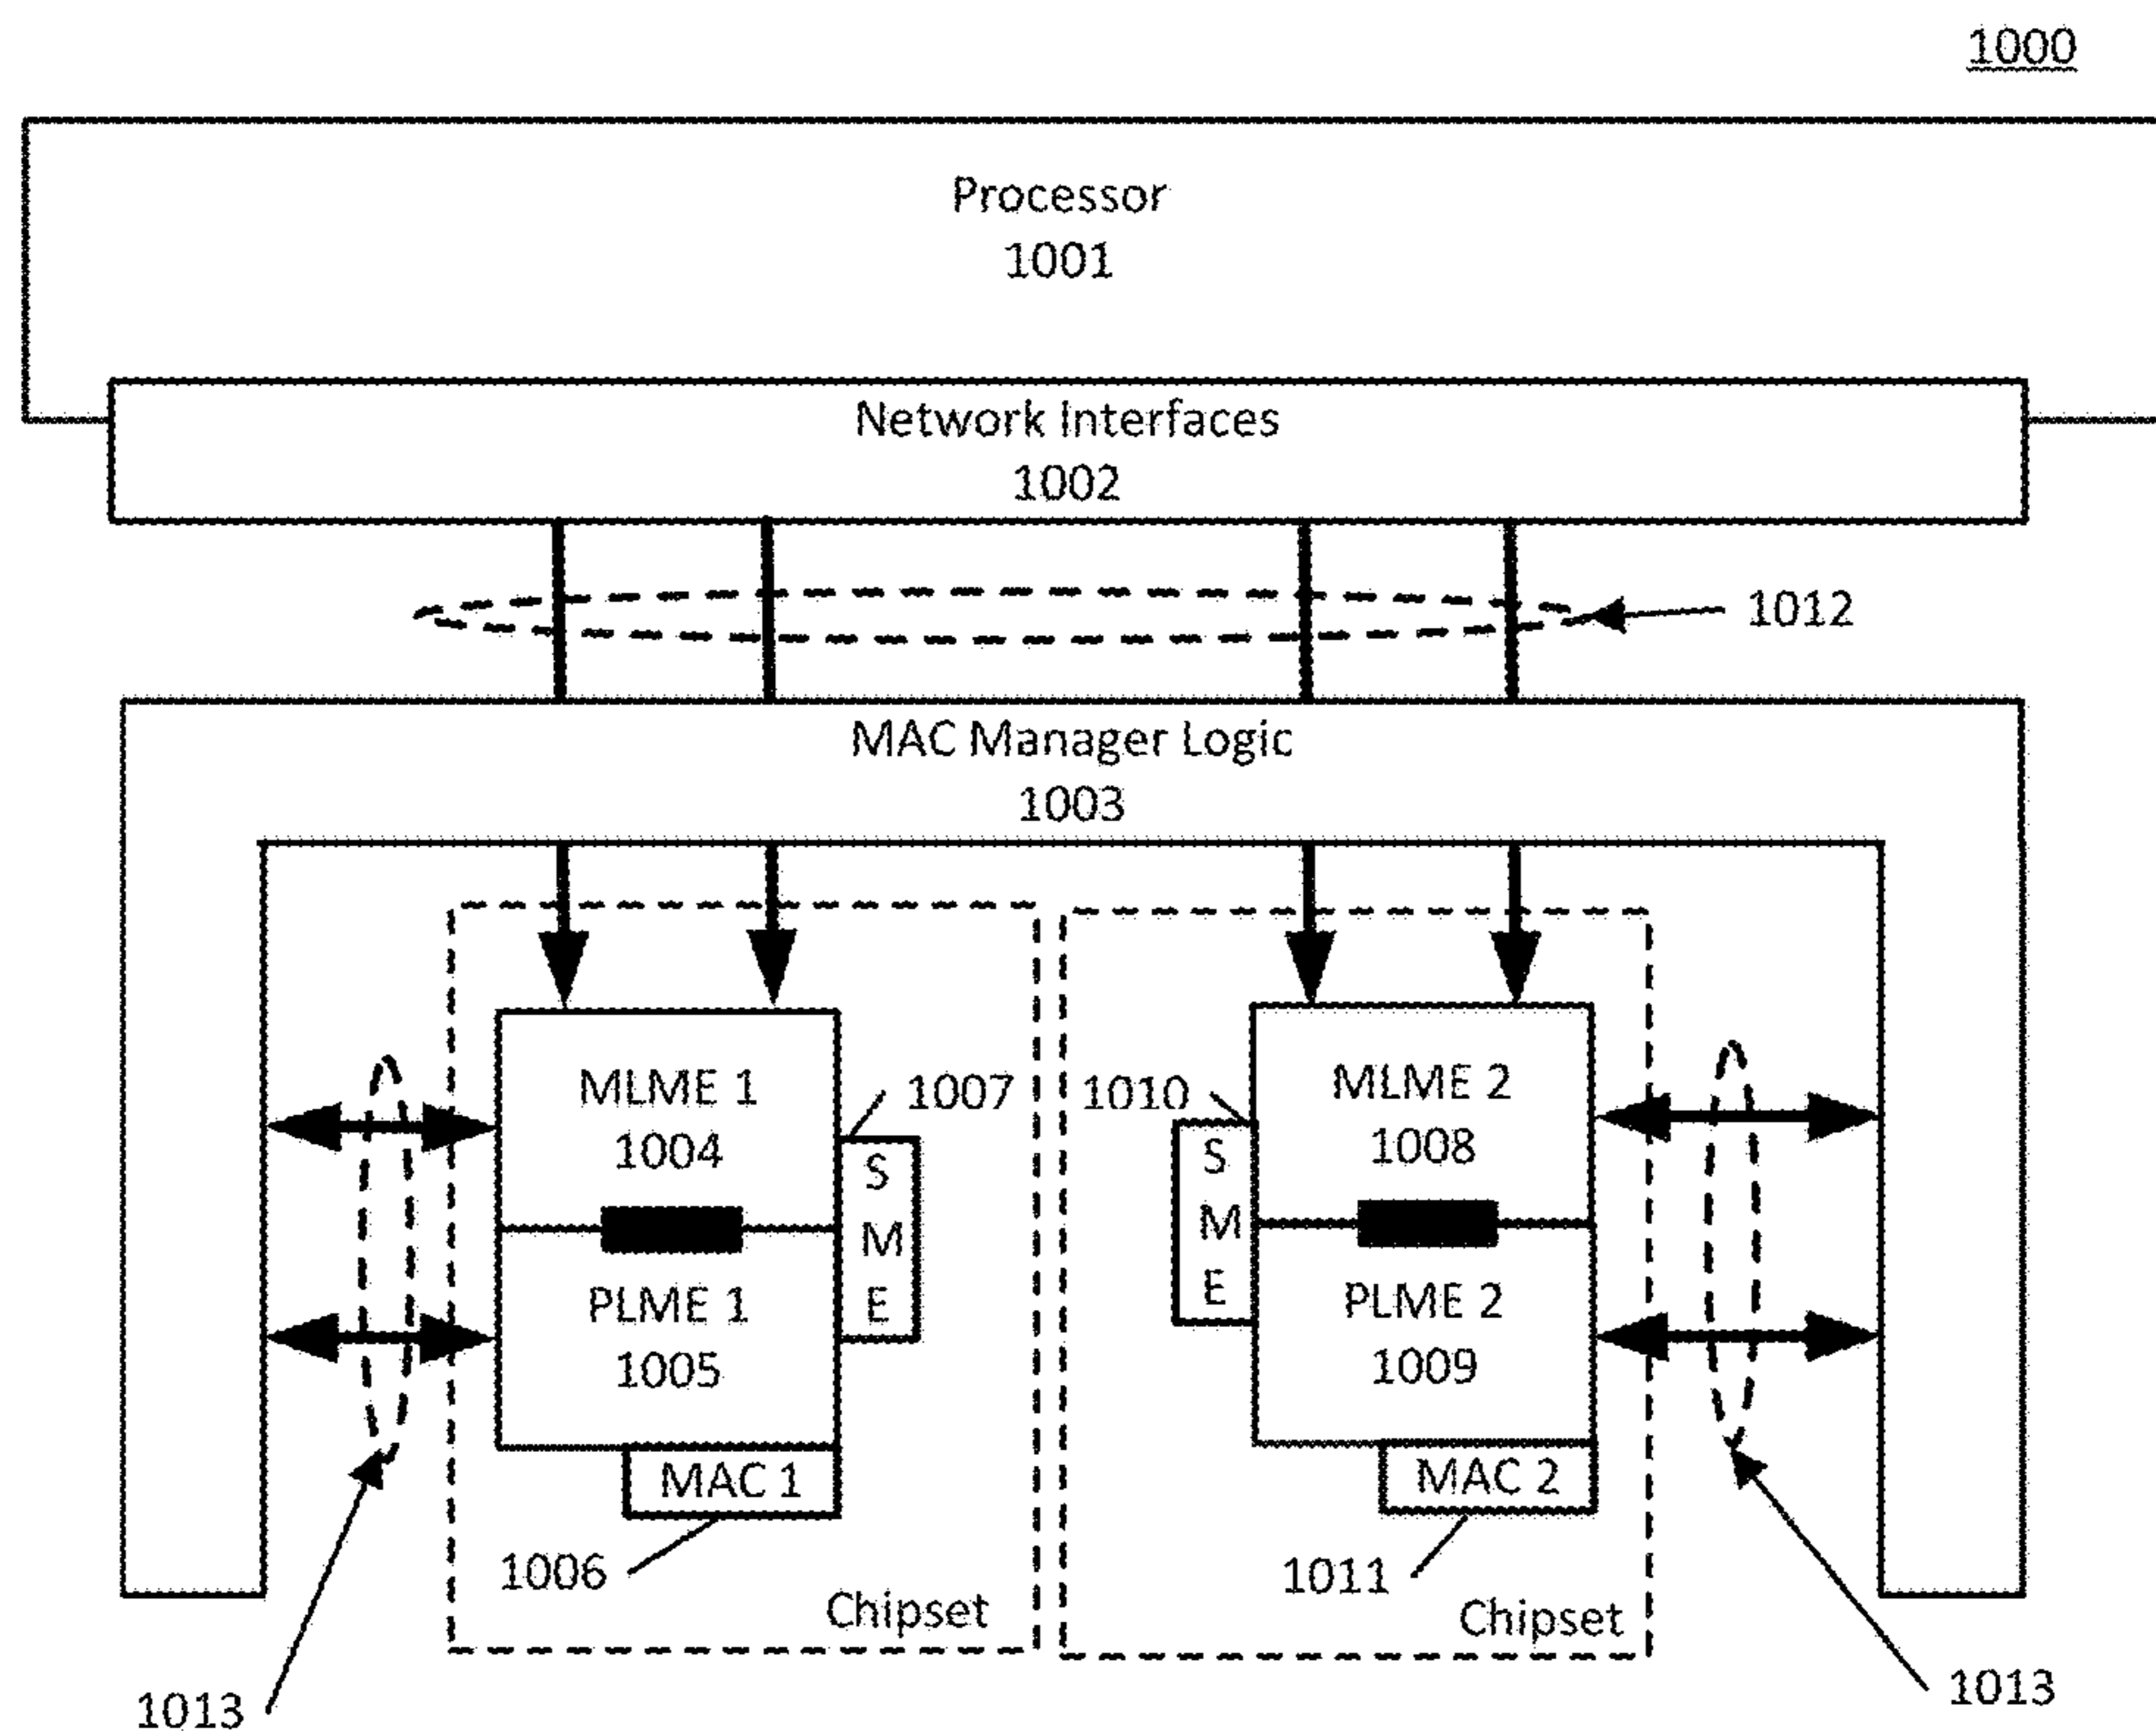 1000
Processor
1001
Network Interfaces
1002
1012
MAC Manager Logic
1003
MLME 1
1004
1007
S
M
E
PLME 1
1005
MAC 1
1006
Chipset
1013
1010
MLME 2
1008
S
M
E
PLME 2
1009
MAC 2
1011
Chipset
1013